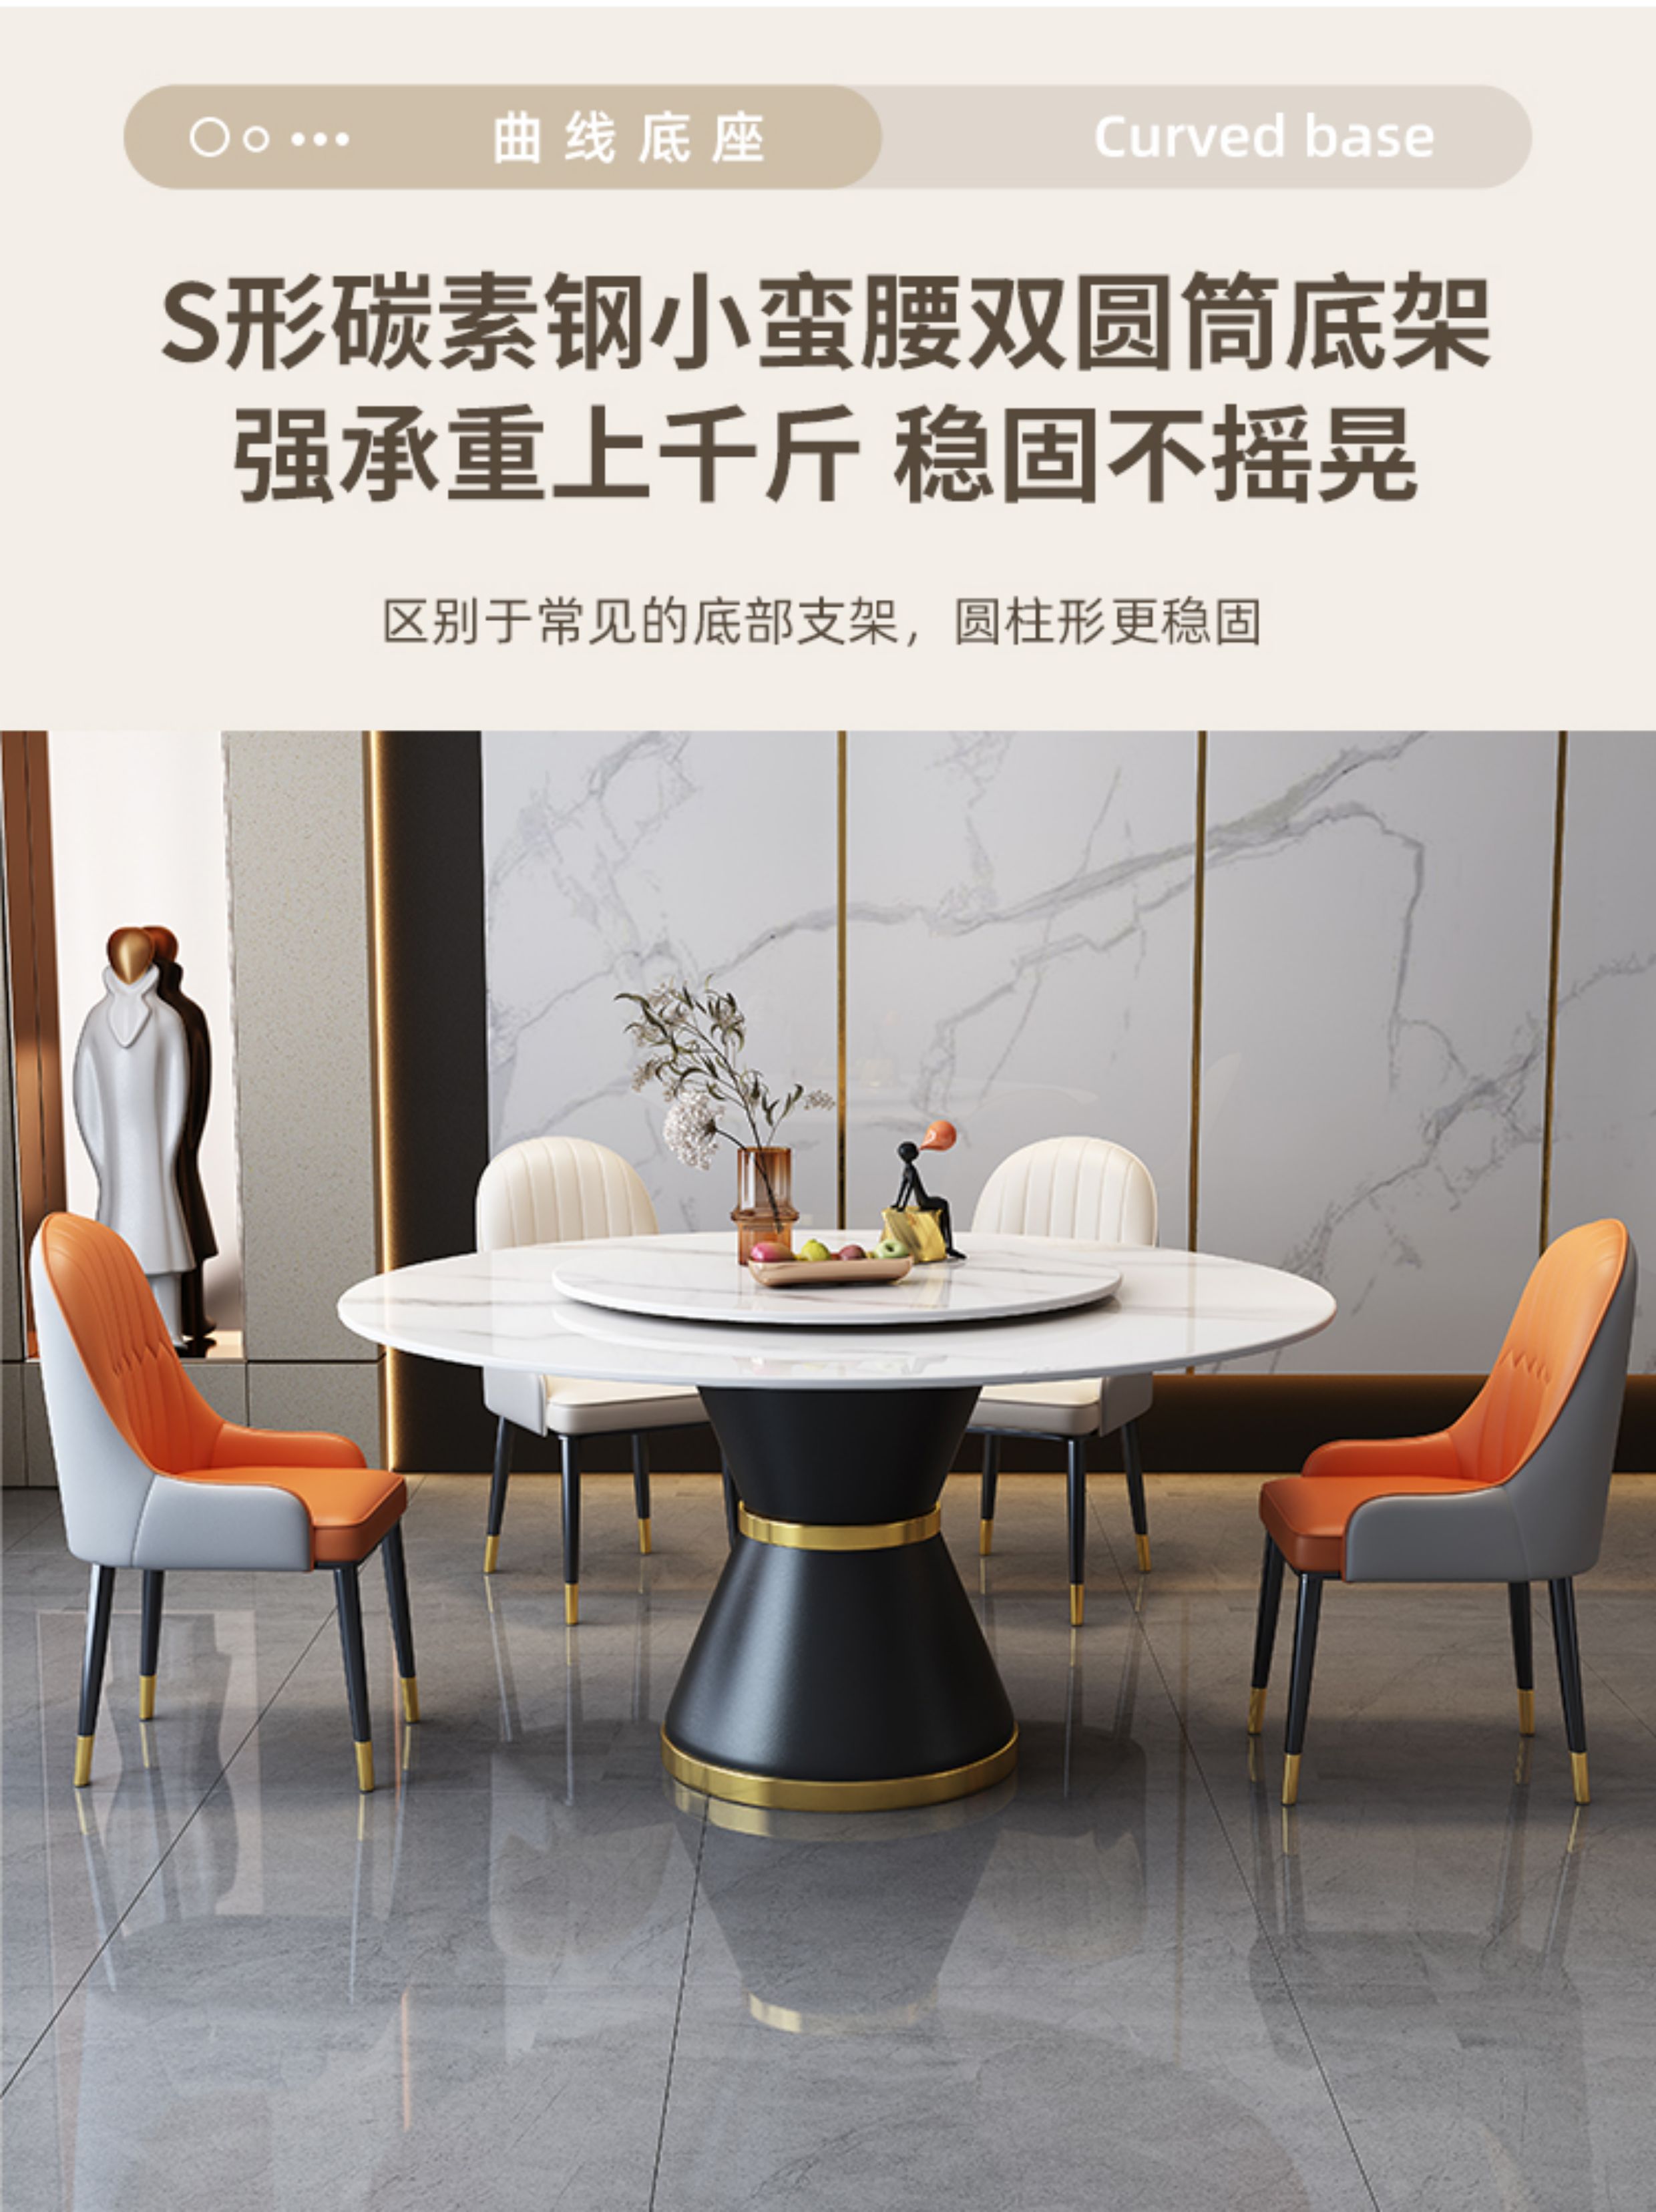 曲线底座 Curved base
S形碳素钢小蛮腰双圆筒底架
强承重上千斤 稳固不摇晃
区别于常见的底部支架，圆柱形更稳固